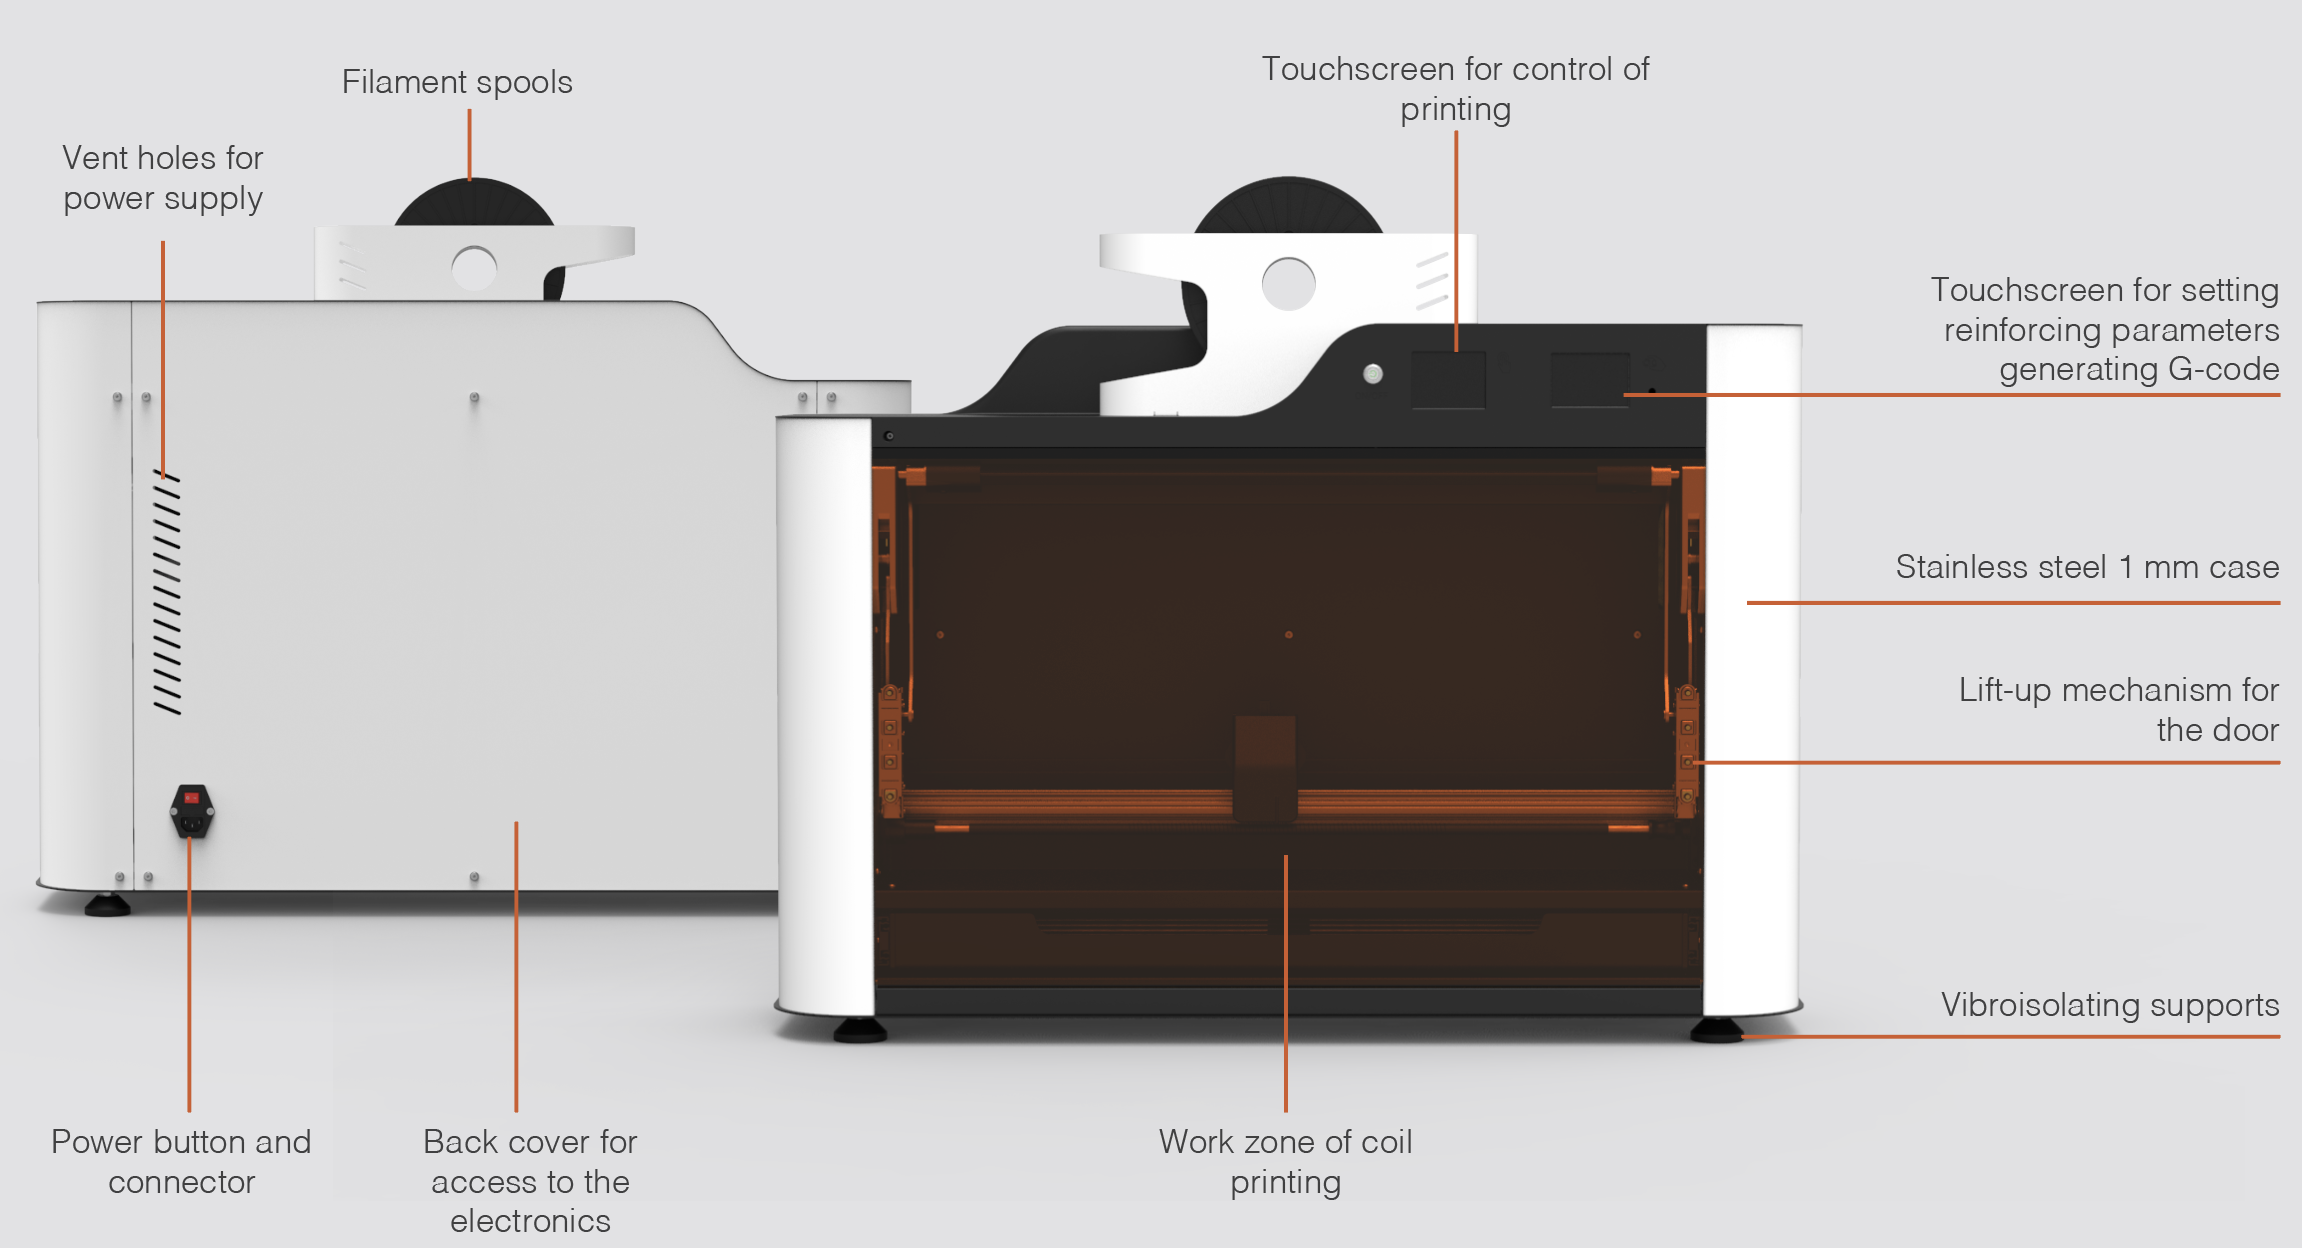 Filament spools
Touchscreen for control of
printing
Vent holes for
power supply
Touchscreen for setting
reinforcing parameters
generating G-code
Stainless steel 1 mm case
Lift-up mechanism for
the door
Vibroisolating supports
Power button and
connector
Back cover for
access to the
electronics
Work zone of coil
printing